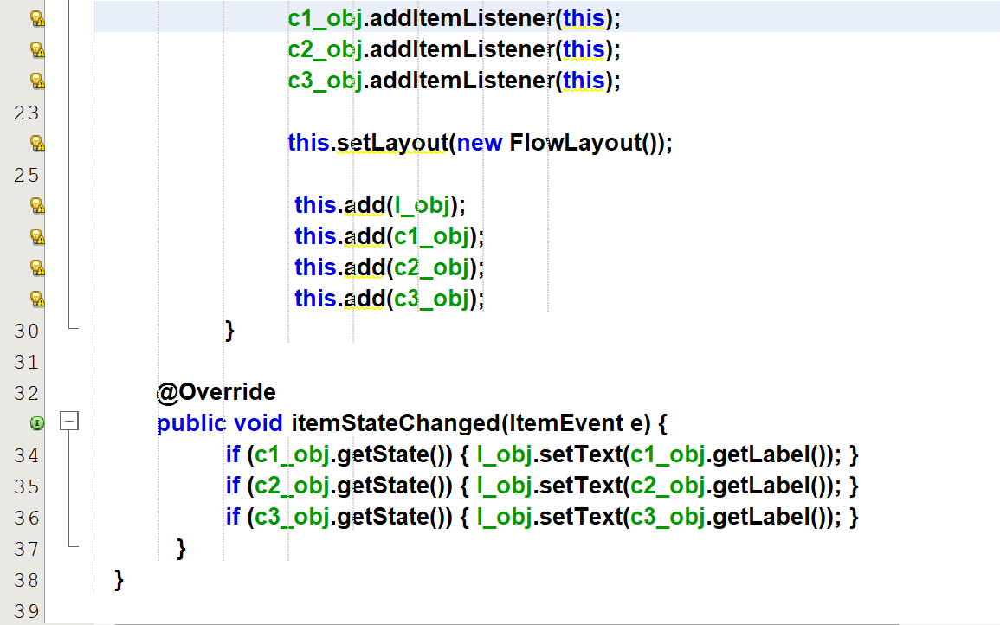 c1_obj.addItemListener(this);
c2_obj.addItemListener(this);
c3_obj.addItemListener(this);
23
this.setLayout(new FlowLayout());
25
this.add(l_obj);
this.add(c1_obj);
this.add(c2_obj);
this.add(c3_obj);
30 }
31
32 @Override
public void itemStateChanged(ItemEvent e) {
34 if (c1_obj.getState()) { l_obj.setText(c1_obj.getLabel()); }
35 if (c2_obj.getState()) { l_obj.setText(c2_obj.getLabel()); }
36 if (c3_obj.getState()) { l_obj.setText(c3_obj.getLabel()); }
37 }
38 }
39